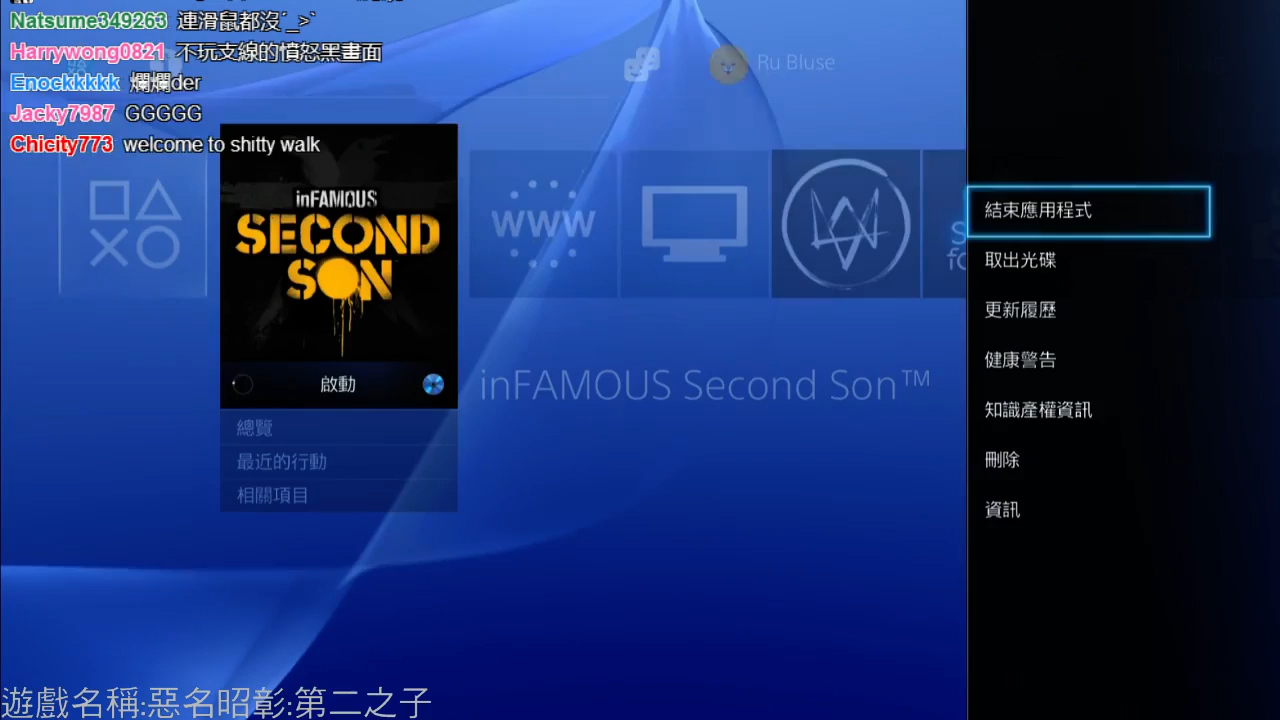 Natsume349263 連滑鼠都沒ˊ_>ˋ
Harrywong0821 不玩支線的憤怒黑畫面
Enockkkkk 爛爛der
Jacky7987 GGGGG
Chicity773 welcome to shitty walk
Ru Bluse
inFAMOUS
SECOND
SON
啟動
總覽
最近的行動
相關項目
www
inFAMOUS Second Son™
結束應用程式
取出光碟
更新履歷
健康警告
知識產權資訊
刪除
資訊
遊戲名稱:惡名昭彰:第二之子